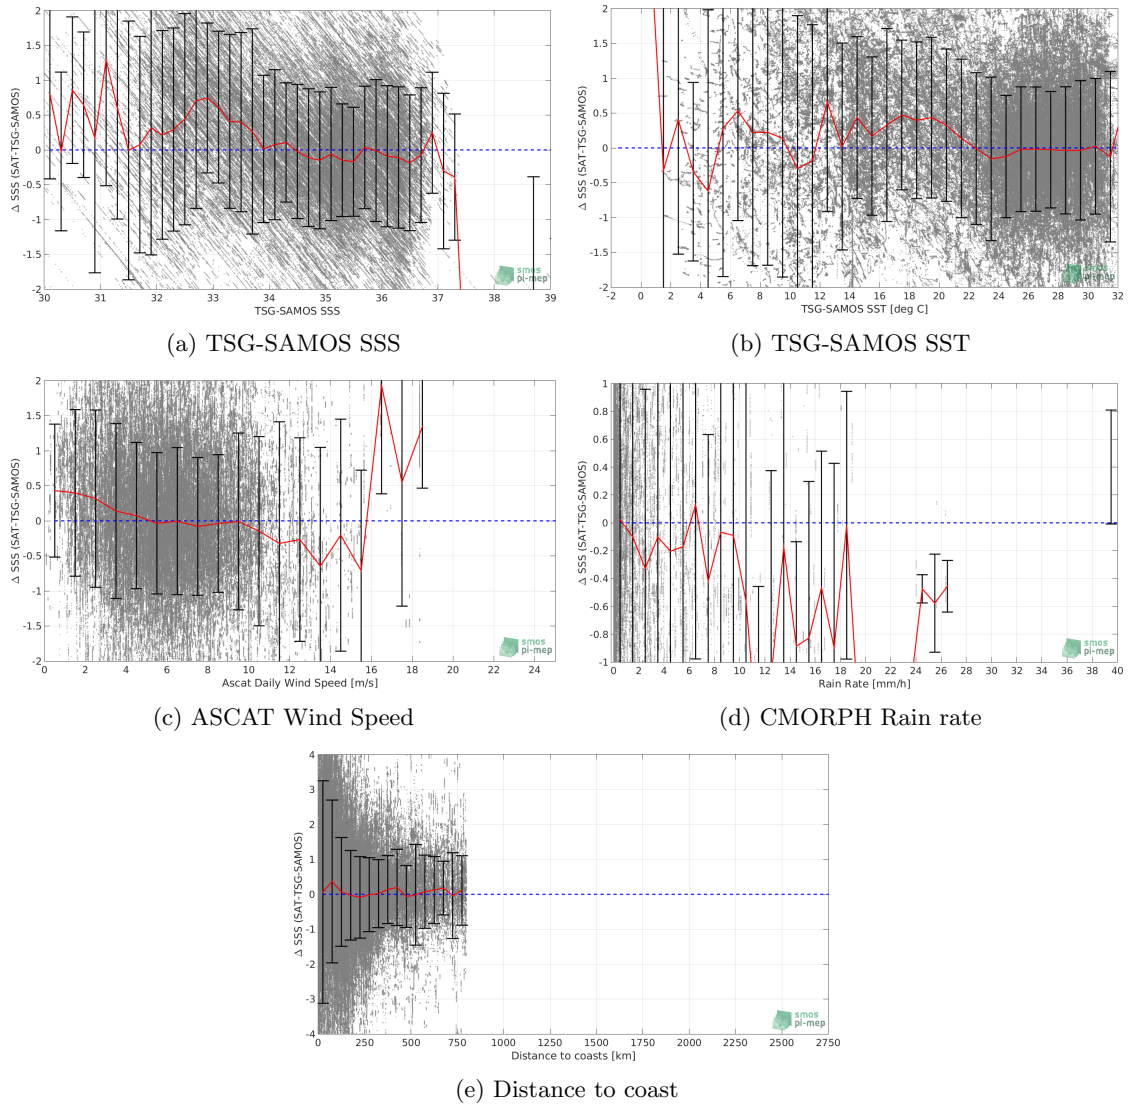 2
1.5
1
0.5
0
-0.5
-1
-1.5
-2
Δ SSS (SAT-TSG-SAMOS)
30 31 32 33 34 35 36 37 38 39
TSG-SAMOS SSS
smos
pi-mep
(a) TSG-SAMOS SSS
2
1.5
1
0.5
0
-0.5
-1
-1.5
-2
Δ SSS (SAT-TSG-SAMOS)
-2 0 2 4 6 8 10 12 14 16 18 20 22 24 26 28 30 32
TSG-SAMOS SST [deg C]
smos
pi-mep
(b) TSG-SAMOS SST
2
1.5
1
0.5
0
-0.5
-1
-1.5
-2
Δ SSS (SAT-TSG-SAMOS)
0 2 4 6 8 10 12 14 16 18 20 22 24
Ascat Daily Wind Speed [m/s]
smos
pi-mep
(c) ASCAT Wind Speed
1
0.8
0.6
0.4
0.2
0
-0.2
-0.4
-0.6
-0.8
-1
Δ SSS (SAT-TSG-SAMOS)
0 2 4 6 8 10 12 14 16 18 20 22 24 26 28 30 32 34 36 38 40
Rain Rate [mm/h]
smos
pi-mep
(d) CMORPH Rain rate
4
3
2
1
0
-1
-2
-3
-4
Δ SSS (SAT-TSG-SAMOS)
0 250 500 750 1000 1250 1500 1750 2000 2250 2500 2750
Distance to coasts [km]
smos
pi-mep
(e) Distance to coast